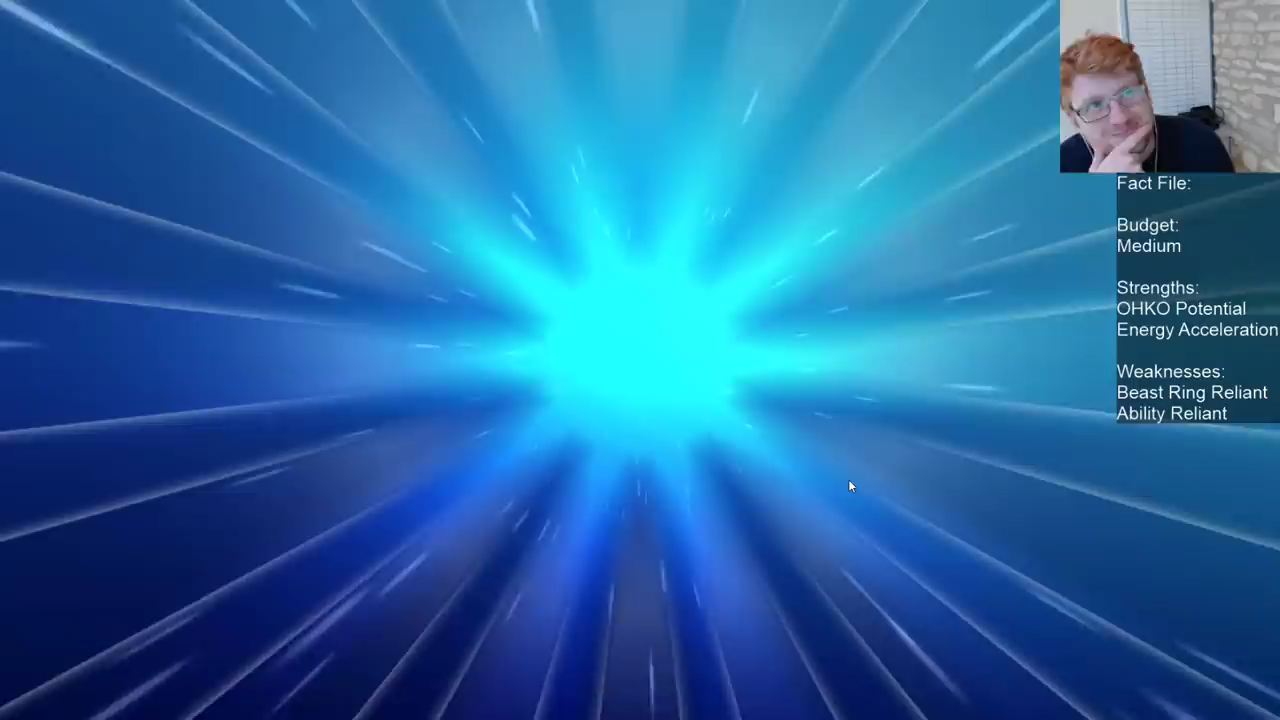 Fact File:
Budget:
Medium
Strengths:
OHKO Potential
Energy Acceleration
Weaknesses:
Beast Ring Reliant
Ability Reliant